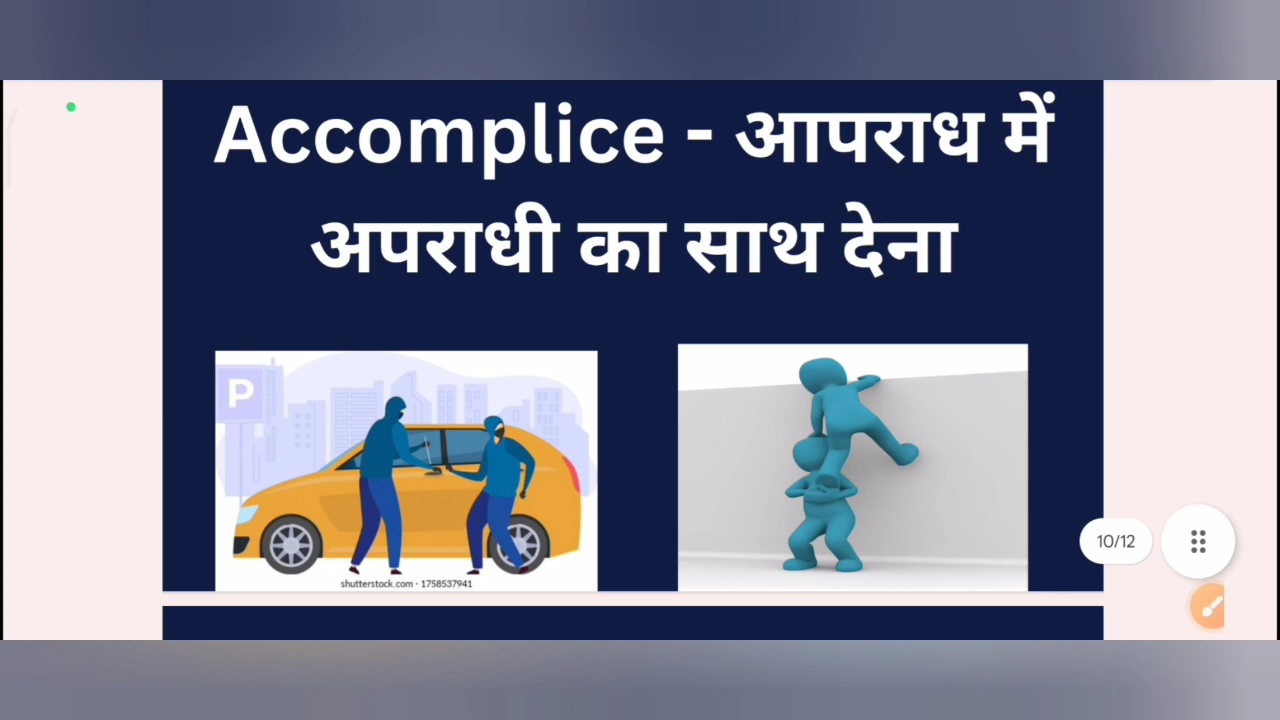 Accomplice - आपराध में
अपराधी का साथ देना
P
shutterstock.com · 1758537941
10/12